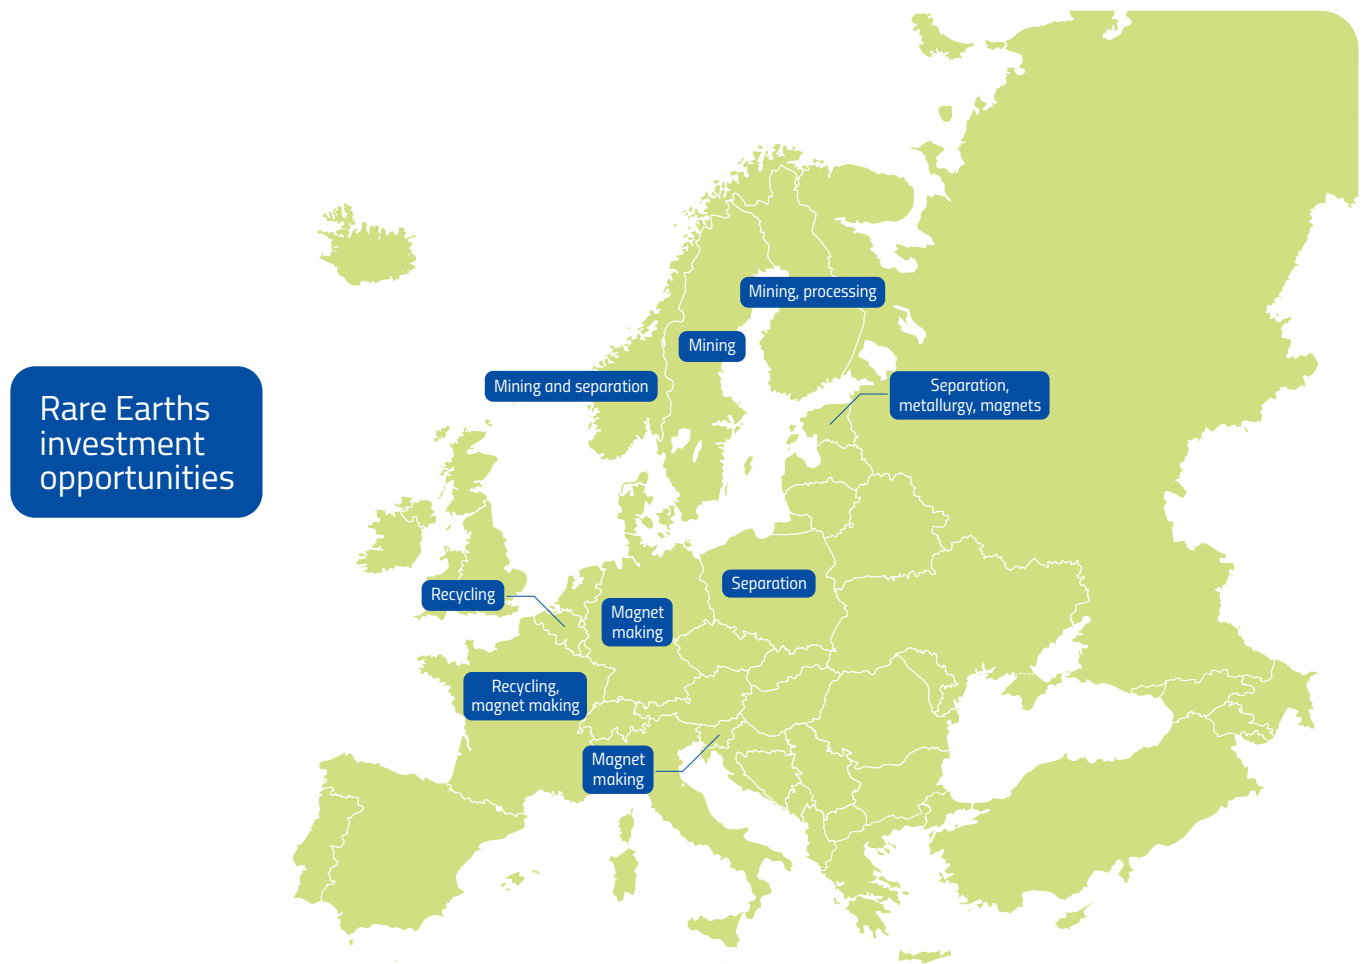 Rare Earths
investment
opportunities
Mining, processing
Mining
Mining and separation
Separation,
metallurgy, magnets
Separation
Recycling
Magnet
making
Recycling,
magnet making
Magnet
making